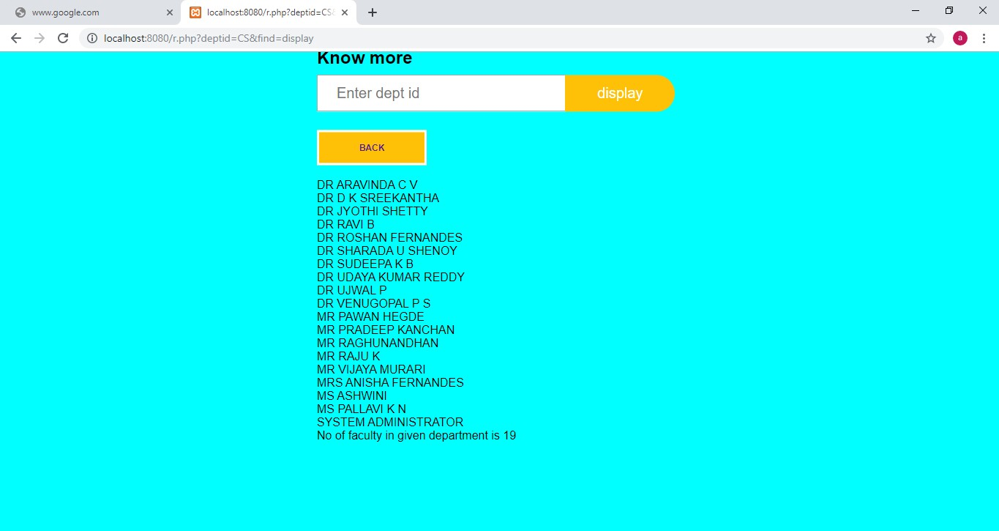 www.google.com
localhost:8080/r.php?deptid=CS&
localhost:8080/r.php?deptid=CS&find=display
a
Know more
Enter dept id
display
BACK
DR ARAVINDA C V
DR D K SREEKANTHA
DR JYOTHI SHETTY
DR RAVI B
DR ROSHAN FERNANDES
DR SHARADA U SHENOY
DR SUDEEPA K B
DR UDAYA KUMAR REDDY
DR UJWAL P
DR VENUGOPAL P S
MR PAWAN HEGDE
MR PRADEEP KANCHAN
MR RAGHUNANDHAN
MR RAJU K
MR VIJAYA MURARI
MRS ANISHA FERNANDES
MS ASHWINI
MS PALLAVI K N
SYSTEM ADMINISTRATOR
No of faculty in given department is 19